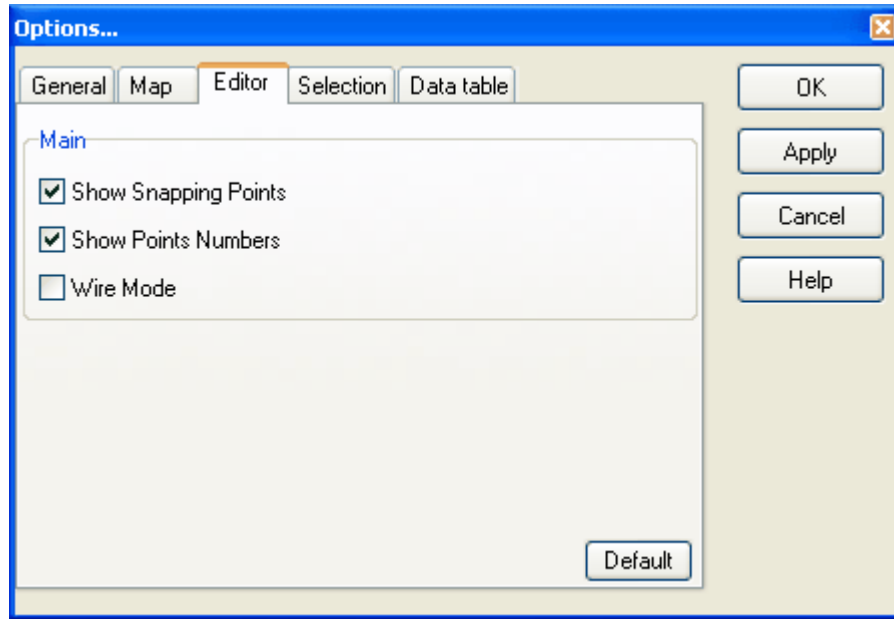 Options...
General Map Editor Selection Data table
Main
Show Snapping Points
Show Points Numbers
Wire Mode
Default
OK
Apply
Cancel
Help